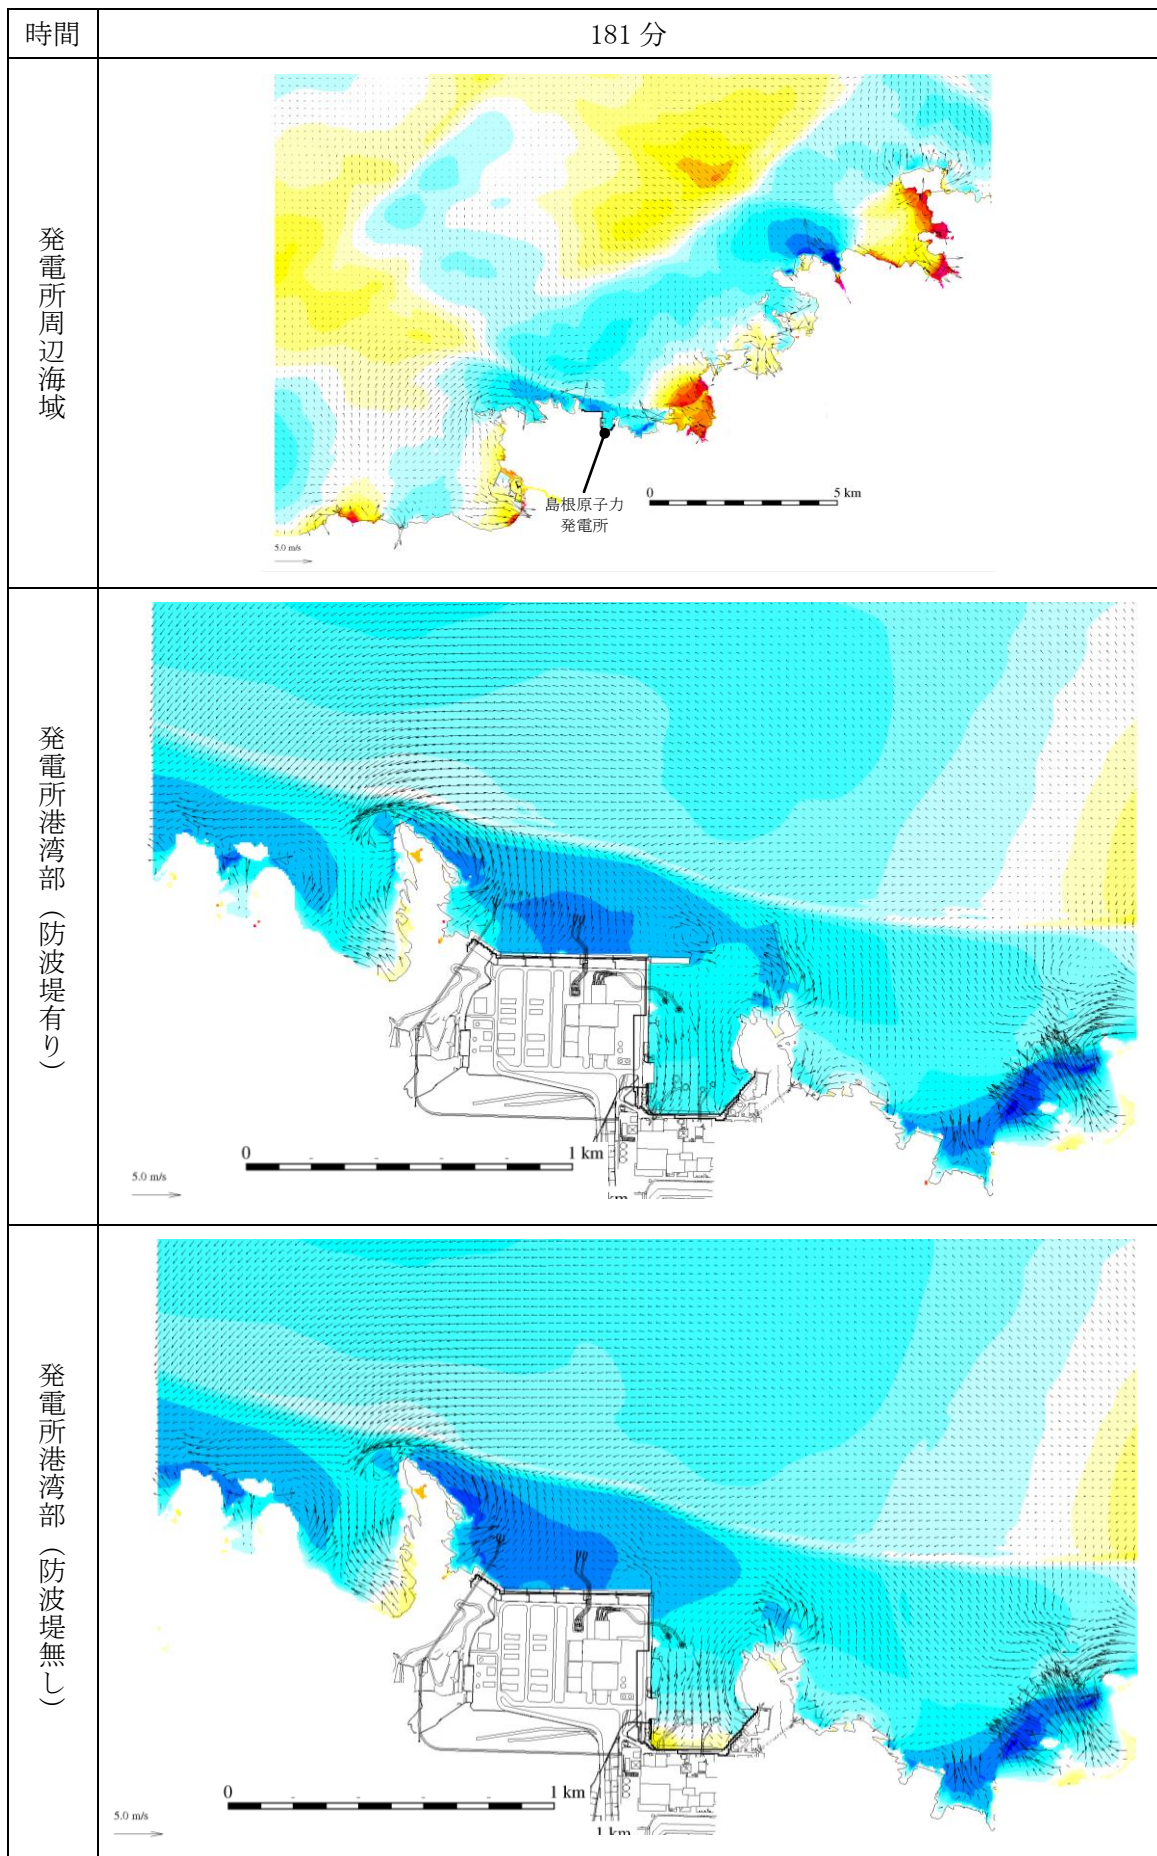 時間
181 分
発電所周辺海域
島根原子力
発電所
0
5 km
5.0 m/s
発電所港湾部（防波堤有り）
0
1 km
5.0 m/s
km
発電所港湾部（防波堤無し）
0
1 km
5.0 m/s
1 km